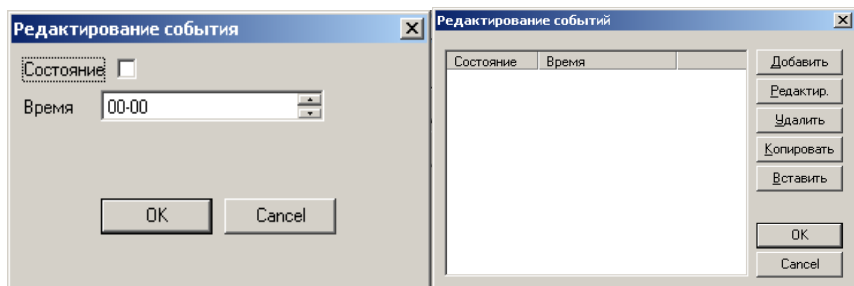 Редактирование события
Состояние
Время 00-00
OK Cancel
Редактирование событий
Состояние Время
Добавить
Редактир.
Удалить
Копировать
Вставить
OK
Cancel